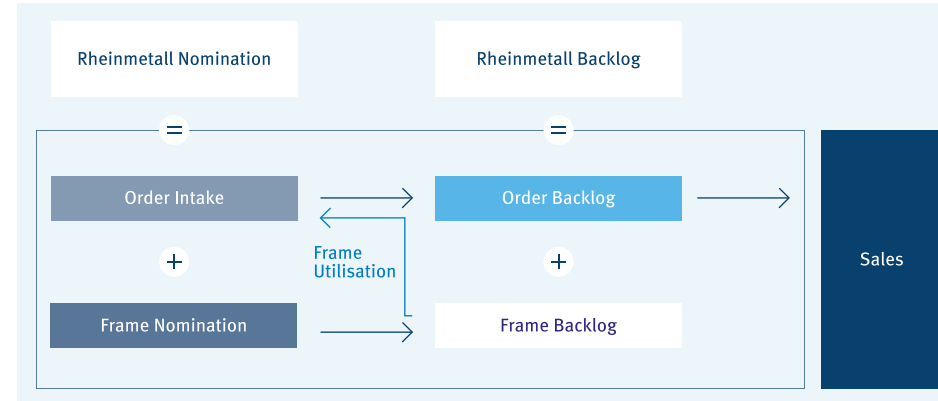 Rheinmetall Nomination
Rheinmetall Backlog
=
=
Order Intake
Order Backlog
Frame
Utilisation
+
+
Sales
Frame Nomination
Frame Backlog